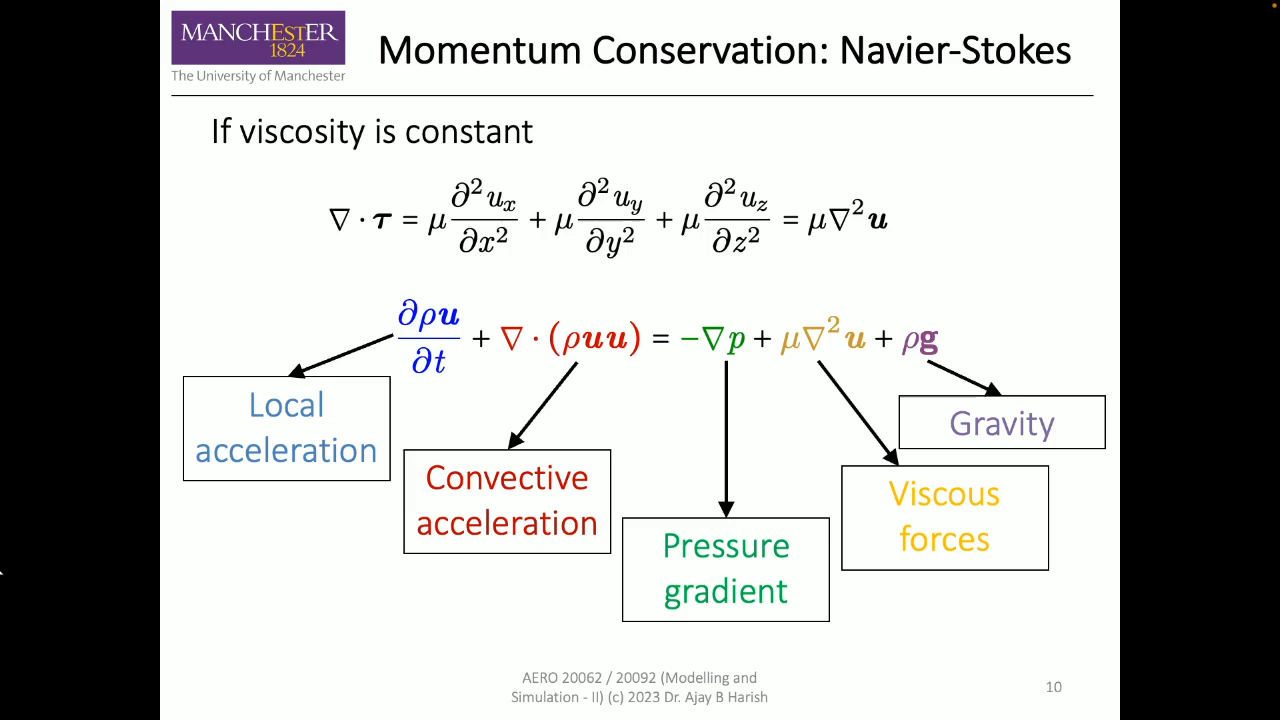 MANCHESTER
1824
The University of Manchester
Momentum Conservation: Navier-Stokes
If viscosity is constant
∇ · 𝝉 = μ ∂²uₓ/∂x² + μ ∂²u_y/∂y² + μ ∂²u_z/∂z² = μ∇²𝒖
∂ρ𝒖/∂t + ∇ · (ρ𝒖𝒖) = −∇p + μ∇²𝒖 + ρ𝐠
Local
acceleration
Convective
acceleration
Pressure
gradient
Viscous
forces
Gravity
AERO 20062 / 20092 (Modelling and
Simulation - II) (c) 2023 Dr. Ajay B Harish
10